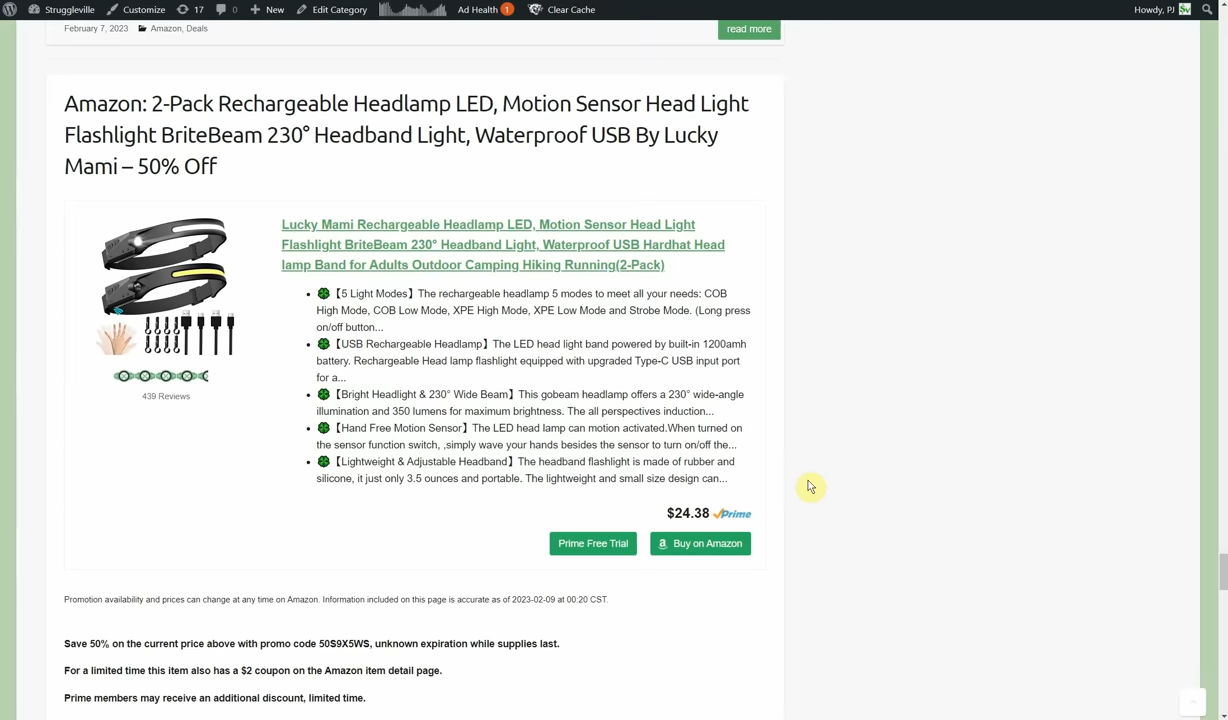 Struggleville
Customize
17
0
New
Edit Category
Ad Health 1
Clear Cache
Howdy, PJ
February 7, 2023
Amazon, Deals
read more
Amazon: 2-Pack Rechargeable Headlamp LED, Motion Sensor Head Light
Flashlight BriteBeam 230° Headband Light, Waterproof USB By Lucky
Mami – 50% Off
Lucky Mami Rechargeable Headlamp LED, Motion Sensor Head Light
Flashlight BriteBeam 230° Headband Light, Waterproof USB Hardhat Head
lamp Band for Adults Outdoor Camping Hiking Running(2-Pack)
【5 Light Modes】The rechargeable headlamp 5 modes to meet all your needs: COB
High Mode, COB Low Mode, XPE High Mode, XPE Low Mode and Strobe Mode. (Long press
on/off button...
【USB Rechargeable Headlamp】The LED head light band powered by built-in 1200amh
battery. Rechargeable Head lamp flashlight equipped with upgraded Type-C USB input port
for a...
【Bright Headlight & 230° Wide Beam】This gobeam headlamp offers a 230° wide-angle
illumination and 350 lumens for maximum brightness. The all perspectives induction...
【Hand Free Motion Sensor】The LED head lamp can motion activated.When turned on
the sensor function switch, ,simply wave your hands besides the sensor to turn on/off the...
【Lightweight & Adjustable Headband】The headband flashlight is made of rubber and
silicone, it just only 3.5 ounces and portable. The lightweight and small size design can...
439 Reviews
$24.38 Prime
Prime Free Trial
Buy on Amazon
Promotion availability and prices can change at any time on Amazon. Information included on this page is accurate as of 2023-02-09 at 00:20 CST.
Save 50% on the current price above with promo code 50S9X5WS, unknown expiration while supplies last.
For a limited time this item also has a $2 coupon on the Amazon item detail page.
Prime members may receive an additional discount, limited time.